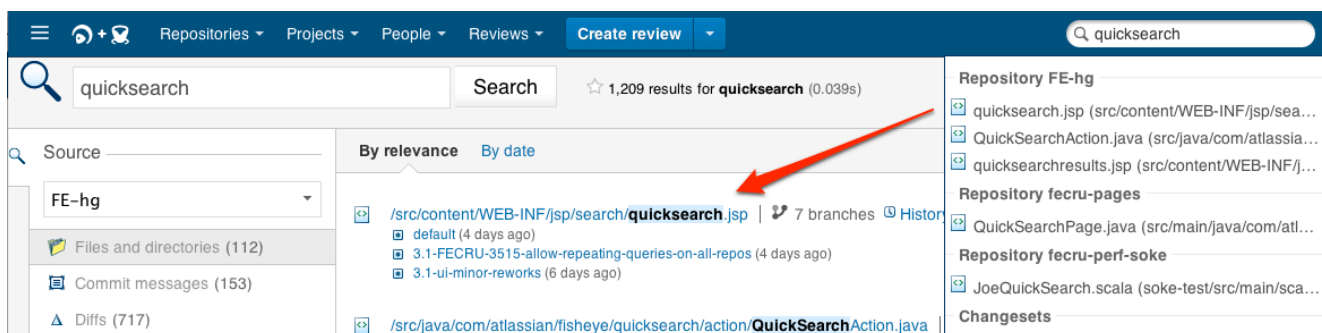 Repositories Projects People Reviews Create review quicksearch
quicksearch Search 1,209 results for quicksearch (0.039s)
Source
FE-hg
Files and directories (112)
Commit messages (153)
Diffs (717)
By relevance By date
/src/content/WEB-INF/jsp/search/quicksearch.jsp | 7 branches History
default (4 days ago)
3.1-FECRU-3515-allow-repeating-queries-on-all-repos (4 days ago)
3.1-ui-minor-reworks (6 days ago)
/src/java/com/atlassian/fisheye/quicksearch/action/QuickSearchAction.java |
Repository FE-hg
quicksearch.jsp (src/content/WEB-INF/jsp/sea...
QuickSearchAction.java (src/java/com/atlassia...
quicksearchresults.jsp (src/content/WEB-INF/j...
Repository fecru-pages
QuickSearchPage.java (src/main/java/com/atl...
Repository fecru-perf-soke
JoeQuickSearch.scala (soke-test/src/main/sca...
Changesets